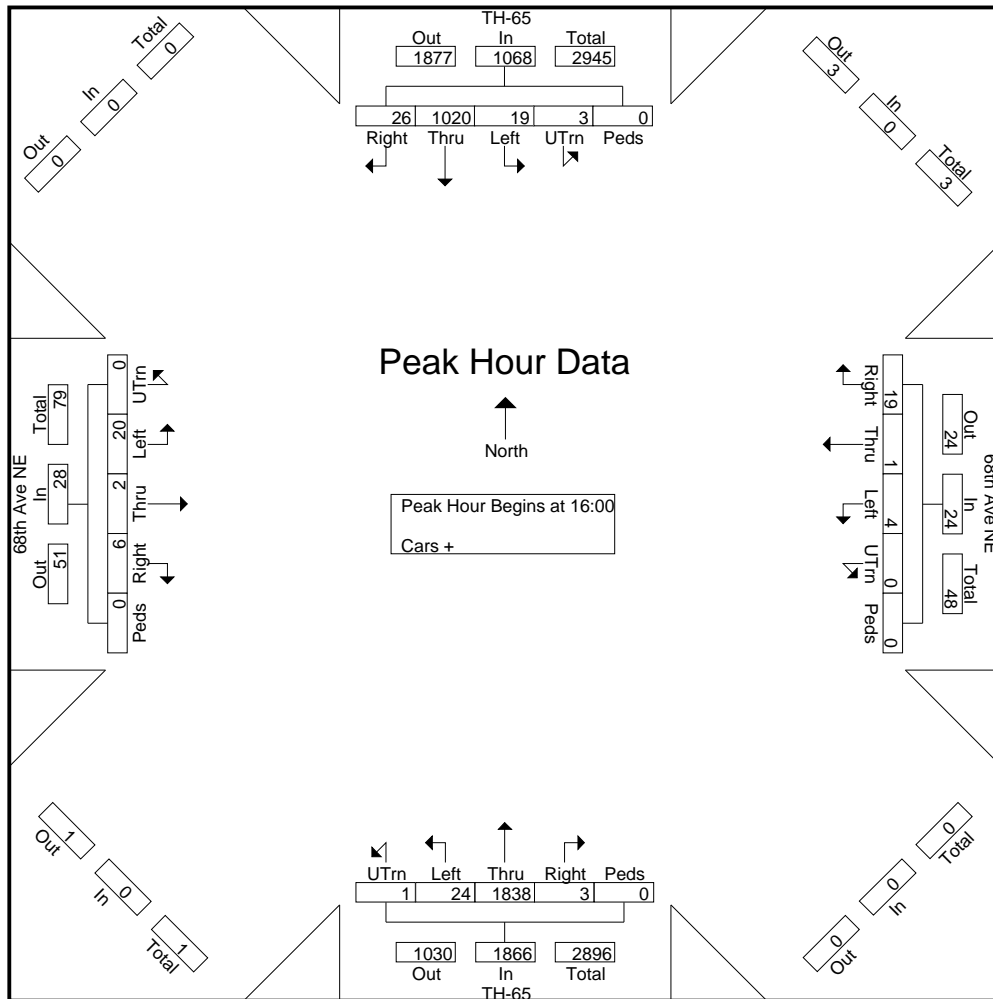 TH-65
Out In Total
1877 1068 2945
26 1020 19 3 0
Right Thru Left UTrn Peds
Total
0
In
0
Out
0
Out
3
In
0
Total
3
68th Ave NE
Total
79
In
28
Out
51
0 20 2 6 0
UTrn Left Thru Right Peds
Peak Hour Data
North
Peak Hour Begins at 16:00
Cars +
Right Thru Left UTrn Peds
19 1 4 0 0
Out
24
In
24
Total
48
68th Ave NE
1
Out
0
In
1
Total
0
Total
0
In
0
Out
UTrn Left Thru Right Peds
1 24 1838 3 0
1030 1866 2896
Out In Total
TH-65